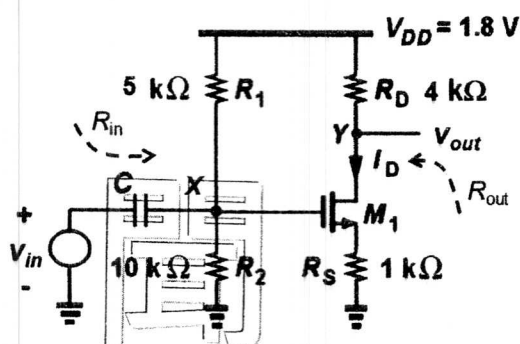 V_DD = 1.8 V
5 kΩ R_1
R_D 4 kΩ
R_in
Y v_out
I_D
C X
R_out
M_1
+
v_in
-
10 kΩ R_2
R_S 1 kΩ